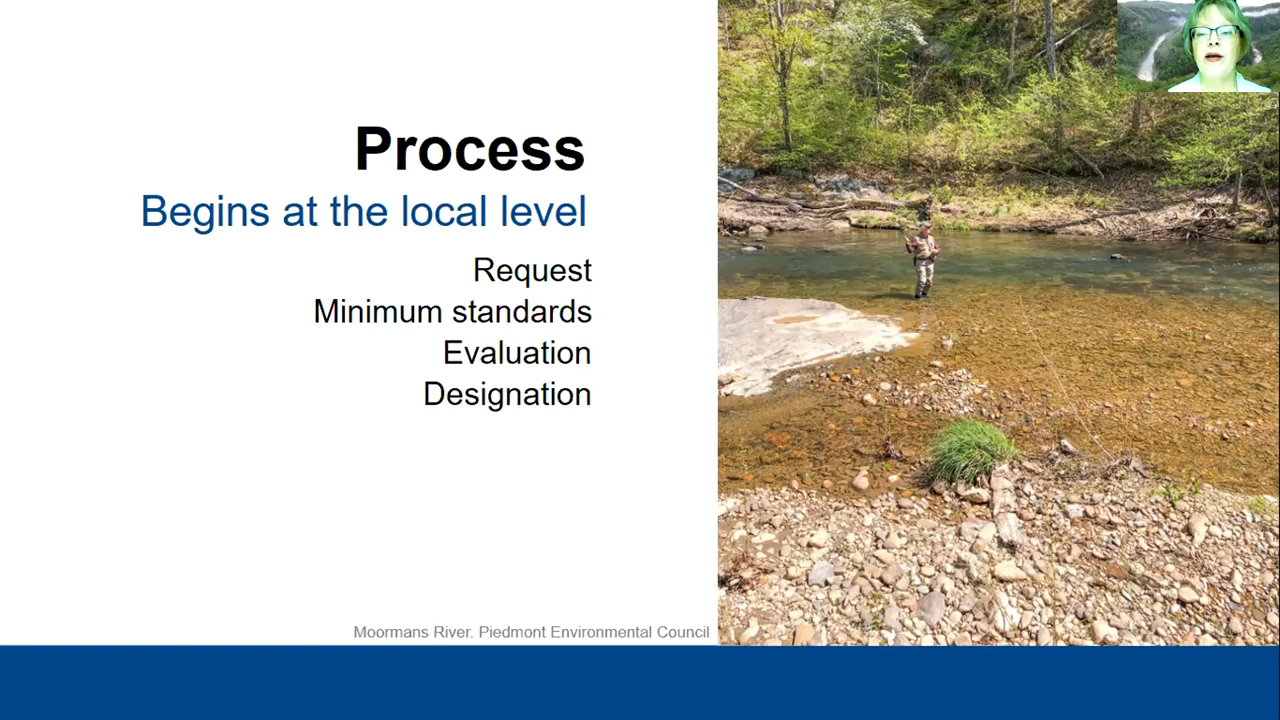 Process
Begins at the local level
Request
Minimum standards
Evaluation
Designation
Moormans River. Piedmont Environmental Council